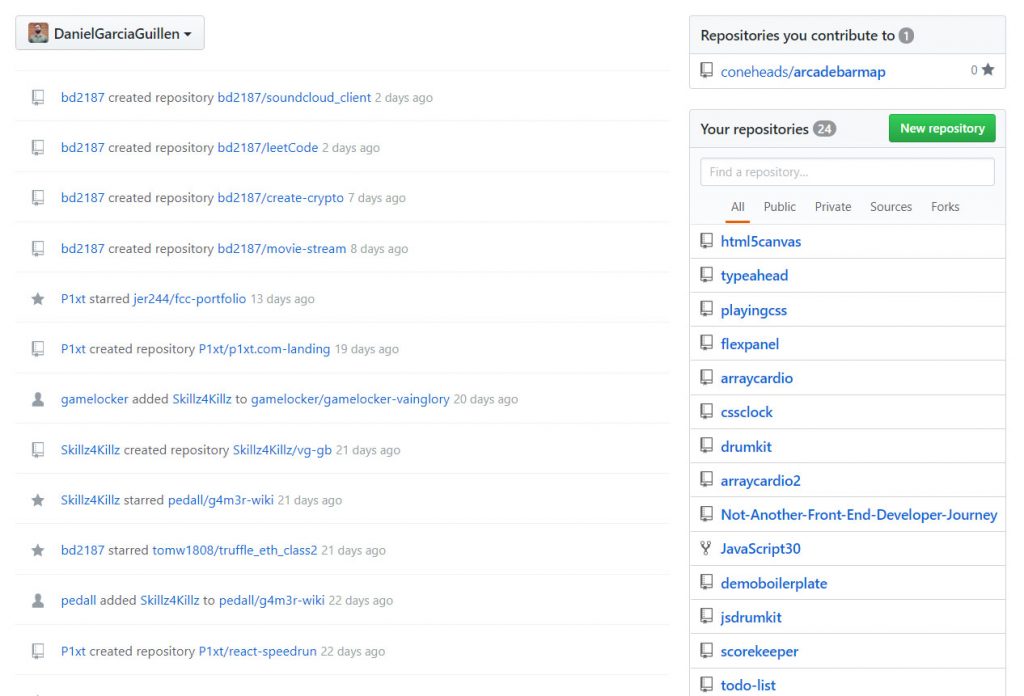 DanielGarciaGuillen
bd2187 created repository bd2187/soundcloud_client 2 days ago
bd2187 created repository bd2187/leetCode 2 days ago
bd2187 created repository bd2187/create-crypto 7 days ago
bd2187 created repository bd2187/movie-stream 8 days ago
P1xt starred jer244/fcc-portfolio 13 days ago
P1xt created repository P1xt/p1xt.com-landing 19 days ago
gamelocker added Skillz4Killz to gamelocker/gamelocker-vainglory 20 days ago
Skillz4Killz created repository Skillz4Killz/vg-gb 21 days ago
Skillz4Killz starred pedall/g4m3r-wiki 21 days ago
bd2187 starred tomw1808/truffle_eth_class2 21 days ago
pedall added Skillz4Killz to pedall/g4m3r-wiki 22 days ago
P1xt created repository P1xt/react-speedrun 22 days ago
Repositories you contribute to 1
coneheads/arcadebarmap 0
Your repositories 24 New repository
Find a repository...
All Public Private Sources Forks
html5canvas
typeahead
playingcss
flexpanel
arraycardio
cssclock
drumkit
arraycardio2
Not-Another-Front-End-Developer-Journey
JavaScript30
demoboilerplate
jsdrumkit
scorekeeper
todo-list